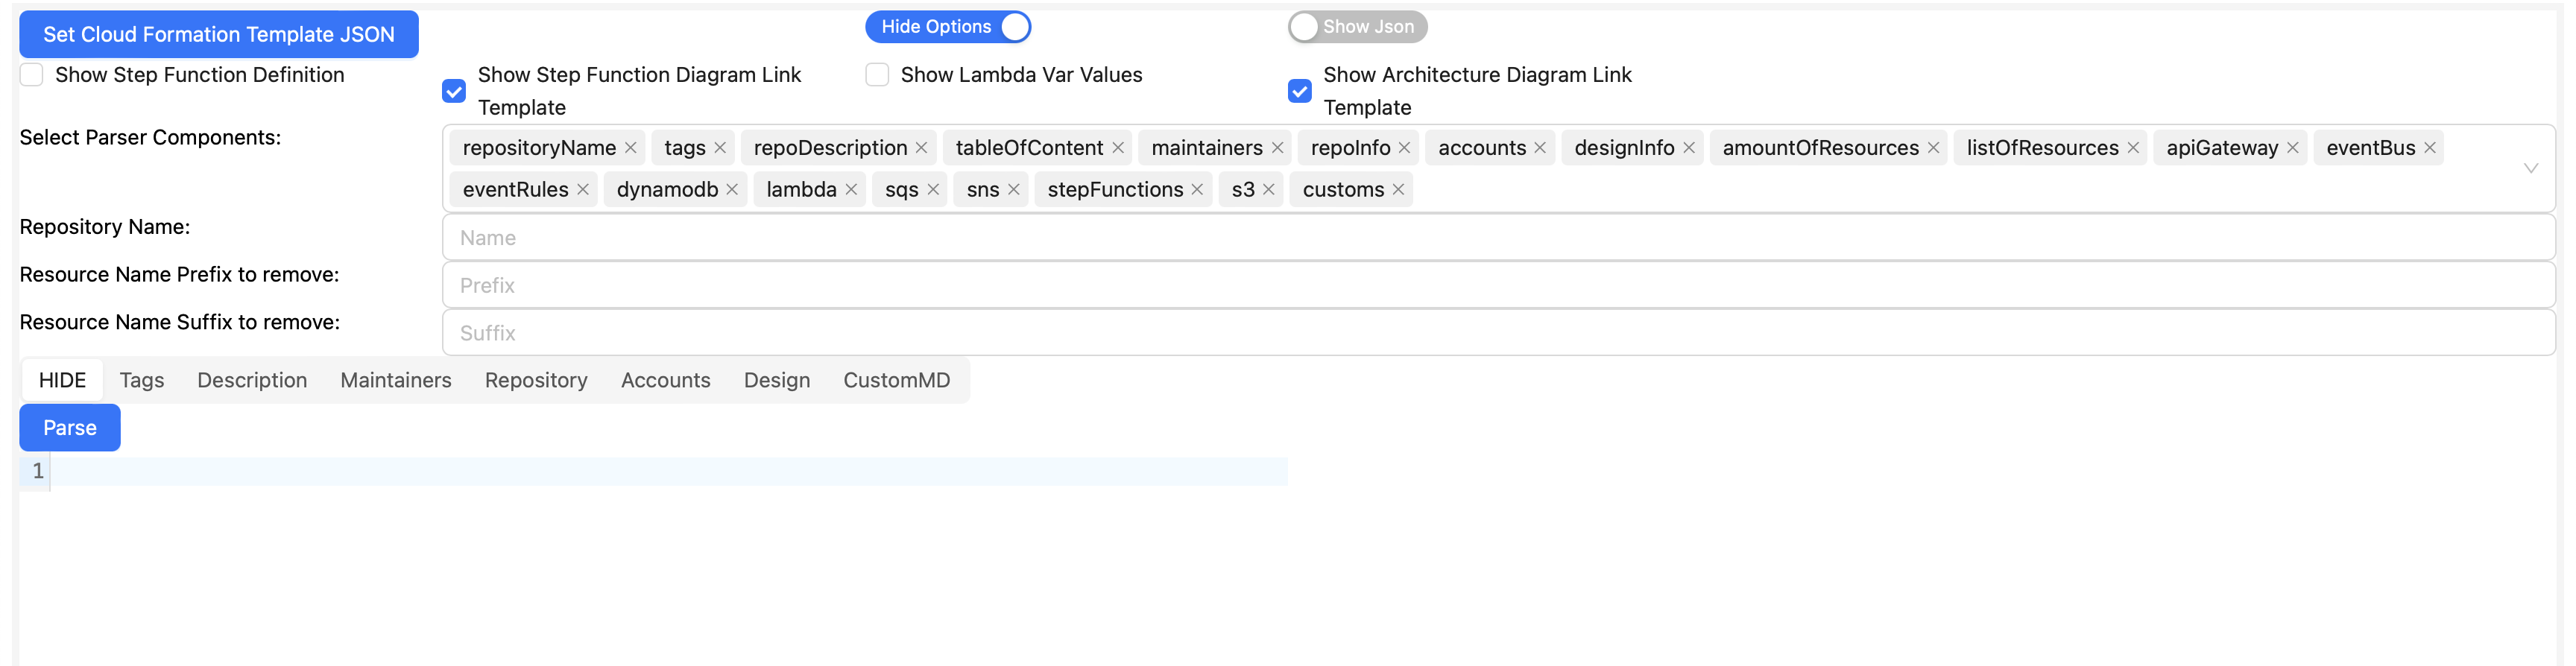 Set Cloud Formation Template JSON
Hide Options
Show Json
Show Step Function Definition
Show Step Function Diagram Link
Template
Show Lambda Var Values
Show Architecture Diagram Link
Template
Select Parser Components:
repositoryName tags repoDescription tableOfContent maintainers repoInfo accounts designInfo amountOfResources listOfResources apiGateway eventBus
eventRules dynamodb lambda sqs sns stepFunctions s3 customs
Repository Name:
Name
Resource Name Prefix to remove:
Prefix
Resource Name Suffix to remove:
Suffix
HIDE Tags Description Maintainers Repository Accounts Design CustomMD
Parse
1